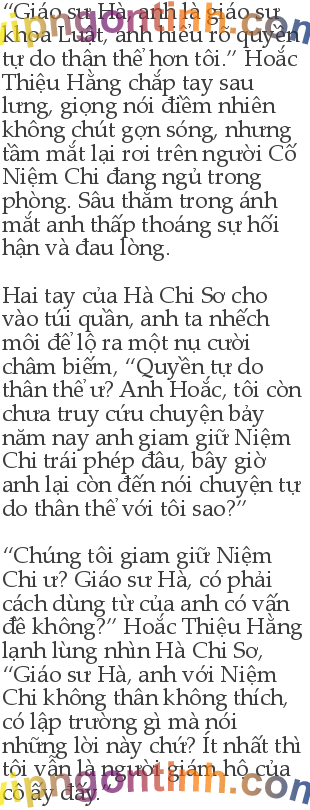 “Giáo sư Hà, anh là giáo sư
khoa Luật, anh hiểu rõ quyền
tự do thân thể hơn tôi.” Hoắc
Thiệu Hằng chắp tay sau
lưng, giọng nói điềm nhiên
không chút gợn sóng, nhưng
tầm mắt lại rơi trên người Cố
Niệm Chi đang ngủ trong
phòng. Sâu thẳm trong ánh
mắt anh thấp thoáng sự hối
hận và đau lòng.
Hai tay của Hà Chi Sơ cho
vào túi quần, anh ta nhếch
môi để lộ ra một nụ cười
châm biếm, “Quyền tự do
thân thể ư? Anh Hoắc, tôi còn
chưa truy cứu chuyện bảy
năm nay anh giam giữ Niệm
Chi trái phép đâu, bây giờ
anh lại còn đến nói chuyện tự
do thân thể với tôi sao?”
“Chúng tôi giam giữ Niệm
Chi ư? Giáo sư Hà, có phải
cách dùng từ của anh có vấn
đề không?” Hoắc Thiệu Hằng
lạnh lùng nhìn Hà Chi Sơ,
“Giáo sư Hà, anh với Niệm
Chi không thân không thích,
có lập trường gì mà nói
những lời này chứ? Ít nhất thì
tôi vẫn là người giám hộ của
cô ấy đấy.”
vipngontinh.com